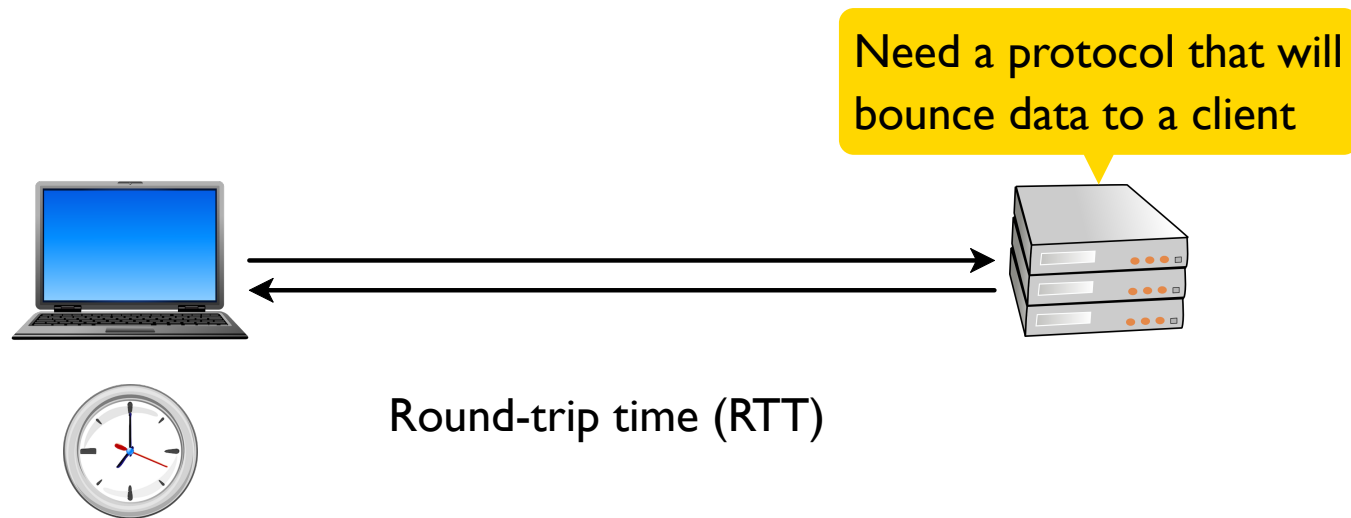 Need a protocol that will
bounce data to a client
Round-trip time (RTT)